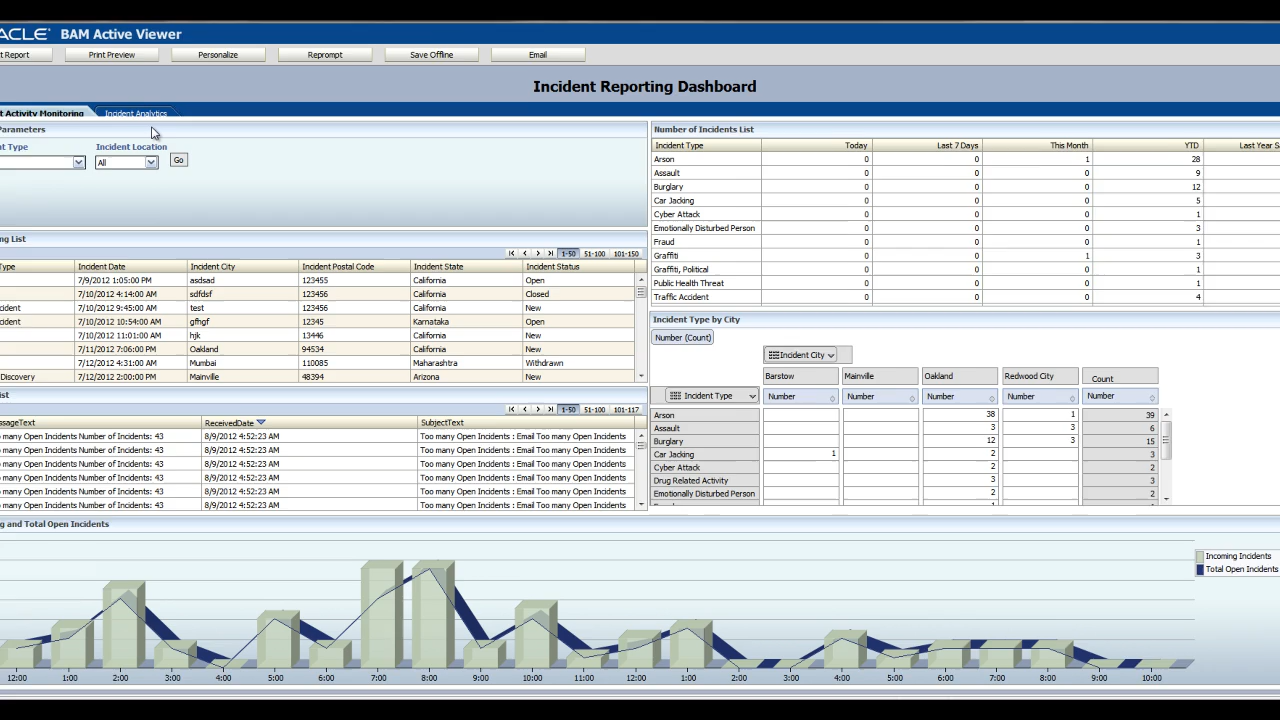 ACLE BAM Active Viewer
t Report Print Preview Personalize Reprompt Save Offline Email
Incident Reporting Dashboard
t Activity Monitoring Incident Analytics
Parameters
nt Type Incident Location
All Go
Number of Incidents List
Incident Type Today Last 7 Days This Month YTD Last Year S
Arson 0 0 1 28
Assault 0 0 0 9
Burglary 0 0 0 12
Car Jacking 0 0 0 5
Cyber Attack 0 0 0 1
Emotionally Disturbed Person 0 0 0 3
Fraud 0 0 0 1
Graffiti 0 0 1 3
Graffiti, Political 0 0 0 1
Public Health Threat 0 0 0 1
Traffic Accident 0 0 0 4
ng List
1-50 51-100 101-150
Type Incident Date Incident City Incident Postal Code Incident State Incident Status
7/9/2012 1:05:00 PM asdsad 123455 California Open
7/10/2012 4:14:00 AM sdfdsf 123456 California Closed
cident 7/10/2012 9:45:00 AM test 123456 California New
cident 7/10/2012 10:54:00 AM gfhgf 12345 Karnataka Open
7/10/2012 11:01:00 AM hjk 13446 California New
7/11/2012 7:06:00 PM Oakland 94534 California New
7/12/2012 4:31:00 AM Mumbai 110085 Maharashtra Withdrawn
Discovery 7/12/2012 2:00:00 PM Mainville 48394 Arizona New
Incident Type by City
Number (Count)
Incident City
Barstow Mainville Oakland Redwood City Count
Incident Type Number Number Number Number Number
Arson 38 1 39
Assault 3 3 6
Burglary 12 3 15
Car Jacking 1 2 3
Cyber Attack 2 2
Drug Related Activity 3 3
Emotionally Disturbed Person 2 2
ist
1-50 51-100 101-117
ssageText ReceivedDate SubjectText
o many Open Incidents Number of Incidents: 43 8/9/2012 4:52:23 AM Too many Open Incidents : Email Too many Open Incidents
o many Open Incidents Number of Incidents: 43 8/9/2012 4:52:23 AM Too many Open Incidents : Email Too many Open Incidents
o many Open Incidents Number of Incidents: 43 8/9/2012 4:52:23 AM Too many Open Incidents : Email Too many Open Incidents
o many Open Incidents Number of Incidents: 43 8/9/2012 4:52:23 AM Too many Open Incidents : Email Too many Open Incidents
o many Open Incidents Number of Incidents: 43 8/9/2012 4:52:23 AM Too many Open Incidents : Email Too many Open Incidents
o many Open Incidents Number of Incidents: 43 8/9/2012 4:52:23 AM Too many Open Incidents : Email Too many Open Incidents
g and Total Open Incidents
Incoming Incidents
Total Open Incidents
12:00 1:00 2:00 3:00 4:00 5:00 6:00 7:00 8:00 9:00 10:00 11:00 12:00 1:00 2:00 3:00 4:00 5:00 6:00 7:00 8:00 9:00 10:00